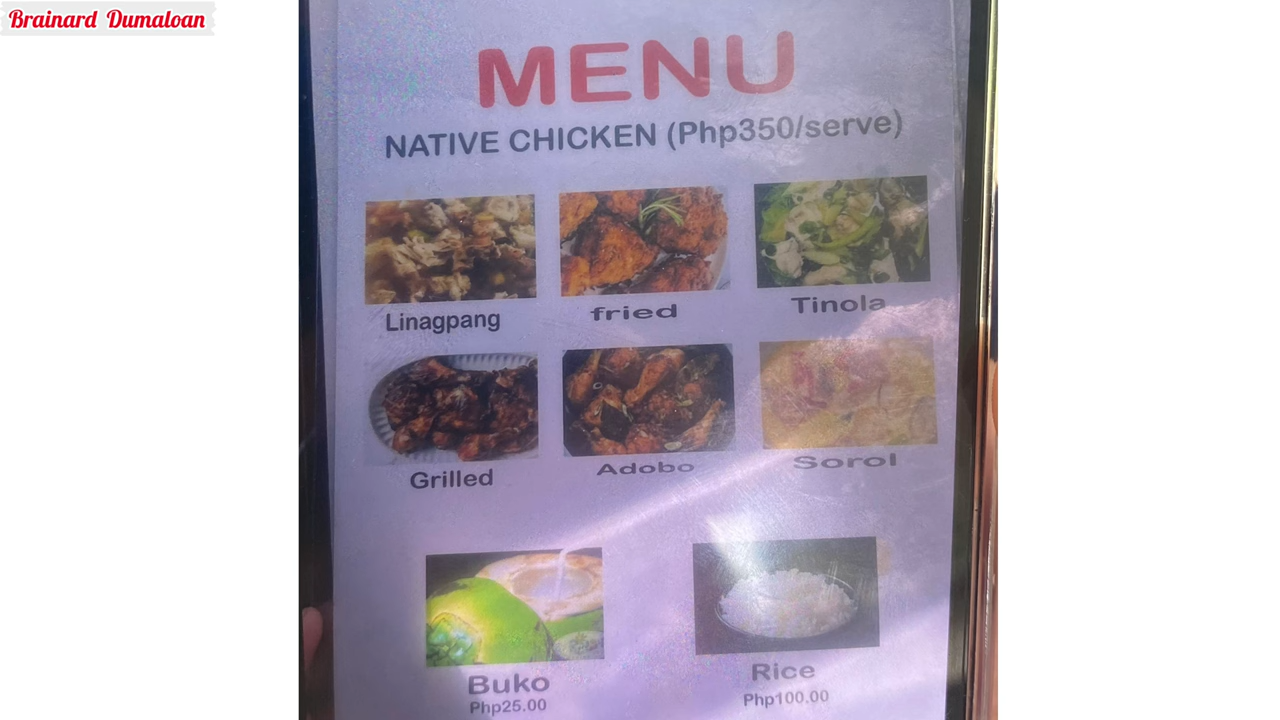 Brainard Dumaloan
MENU
NATIVE CHICKEN (Php350/serve)
Linagpang
fried
Tinola
Grilled
Adobo
Sorol
Buko
Php25.00
Rice
Php100.00